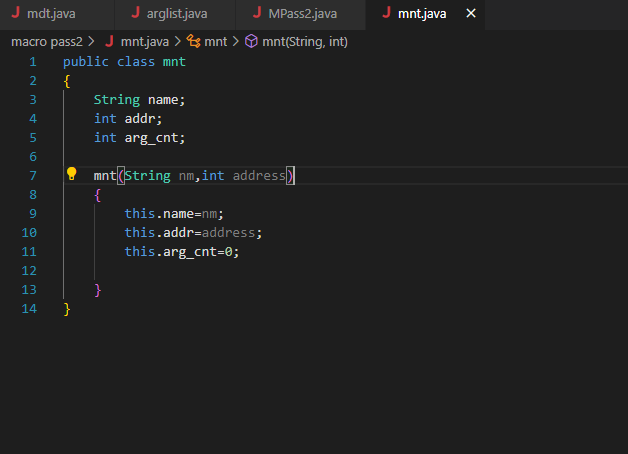 mdt.java arglist.java MPass2.java mnt.java
macro pass2 > mnt.java > mnt > mnt(String, int)
1 public class mnt
2 {
3 String name;
4 int addr;
5 int arg_cnt;
6
7 mnt(String nm,int address)
8 {
9 this.name=nm;
10 this.addr=address;
11 this.arg_cnt=0;
12
13 }
14 }